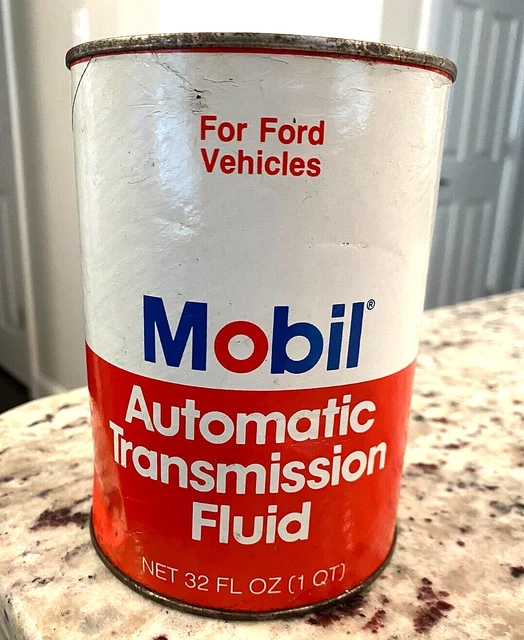 For Ford
Vehicles
Mobil®
Automatic
Transmission
Fluid
NET 32 FL OZ (1 QT)